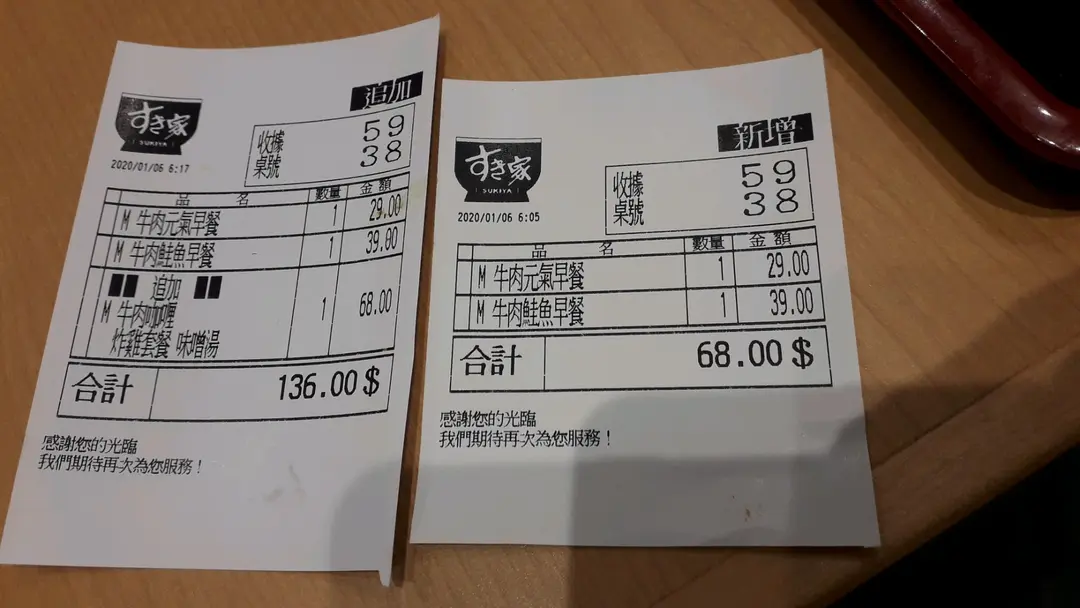 追加
すき家
SUKIYA
2020/01/06 6:17
收據 59
桌號 38
品 名 數量 金額
M 牛肉元氣早餐 1 29.00
M 牛肉鮭魚早餐 1 39.00
██ 追加 ██
M 牛肉咖喱 1 68.00
炸雞套餐 味噌湯
合計 136.00$
感謝您的光臨
我們期待再次為您服務！
新增
すき家
SUKIYA
2020/01/06 6:05
收據 59
桌號 38
品 名 數量 金額
M 牛肉元氣早餐 1 29.00
M 牛肉鮭魚早餐 1 39.00
合計 68.00$
感謝您的光臨
我們期待再次為您服務！